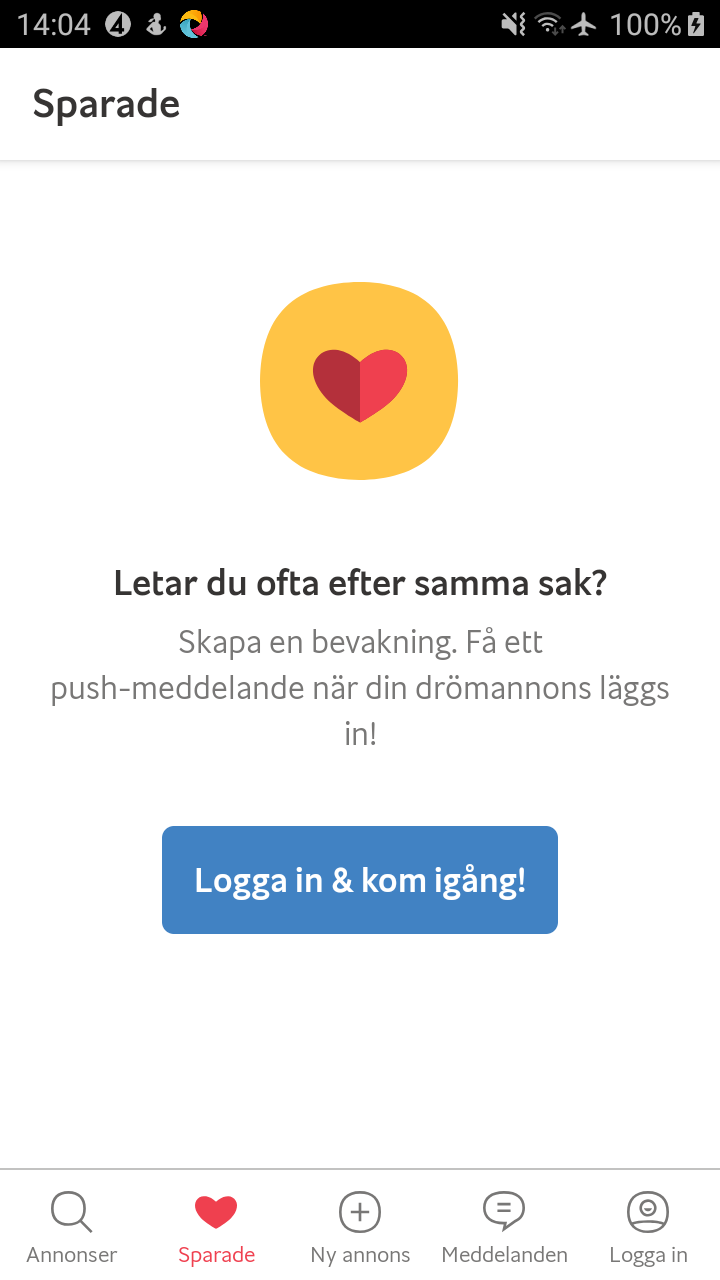 14:04
100%
Sparade
Letar du ofta efter samma sak?
Skapa en bevakning. Få ett
push-meddelande när din drömannons läggs
in!
Logga in & kom igång!
Annonser Sparade Ny annons Meddelanden Logga in